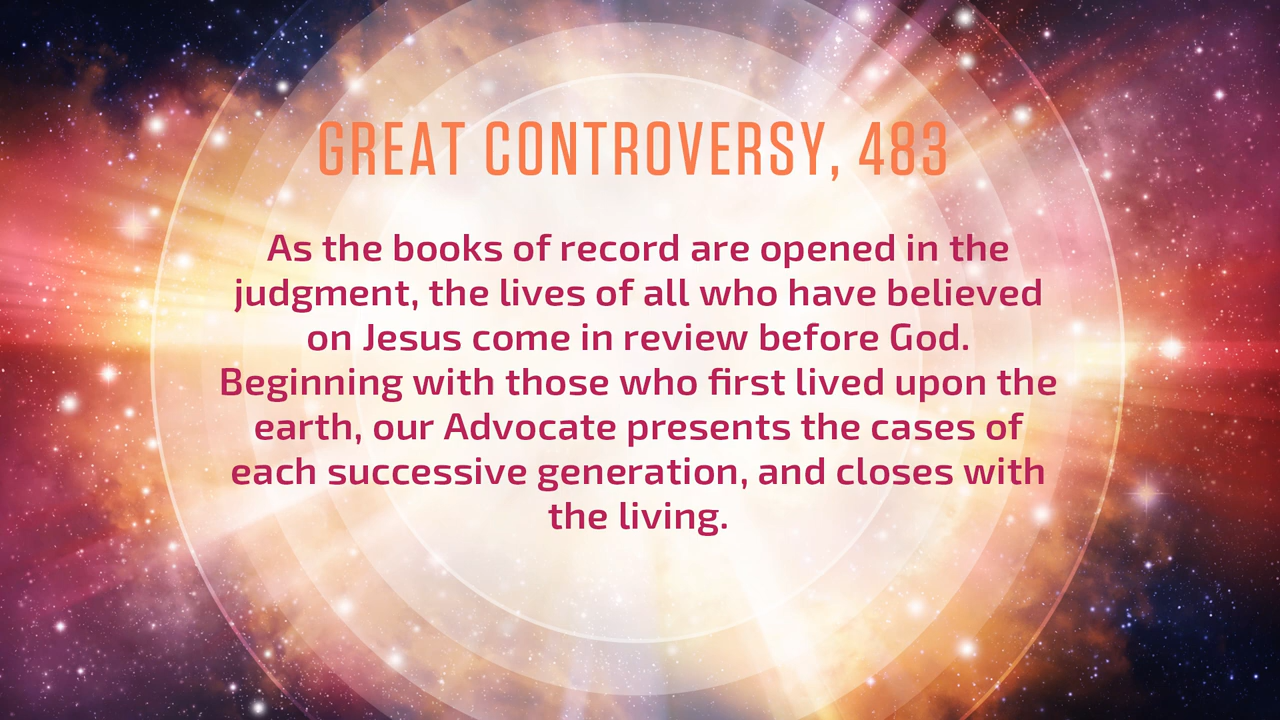 GREAT CONTROVERSY, 483
As the books of record are opened in the
judgment, the lives of all who have believed
on Jesus come in review before God.
Beginning with those who first lived upon the
earth, our Advocate presents the cases of
each successive generation, and closes with
the living.